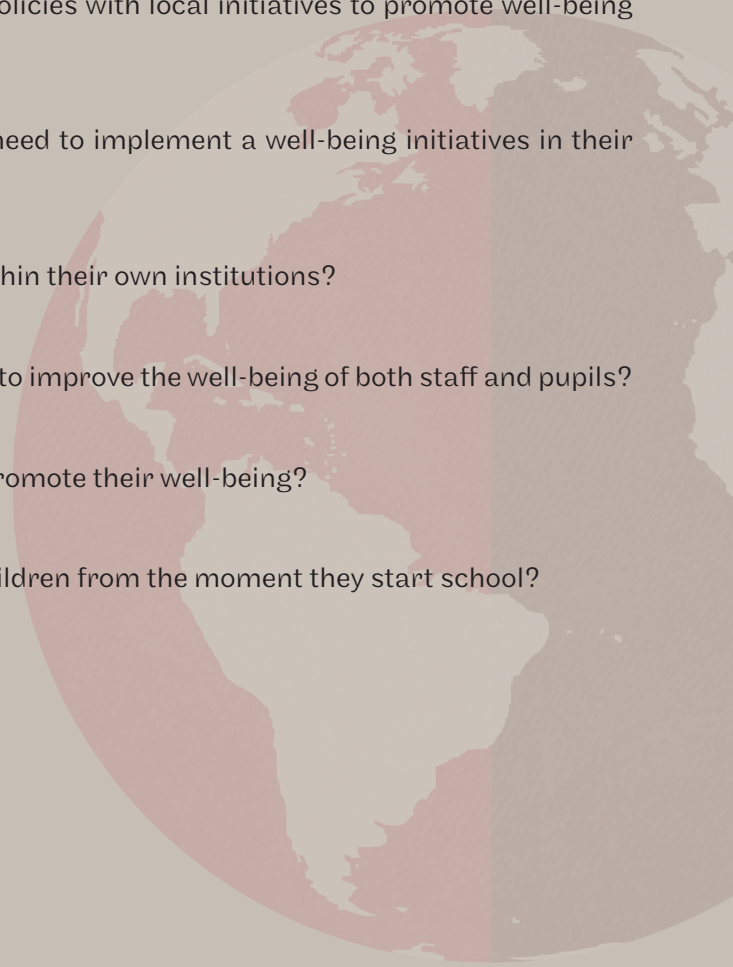 olicies with local initiatives to promote well-being
need to implement a well-being initiatives in their
hin their own institutions?
to improve the well-being of both staff and pupils?
romote their well-being?
ildren from the moment they start school?